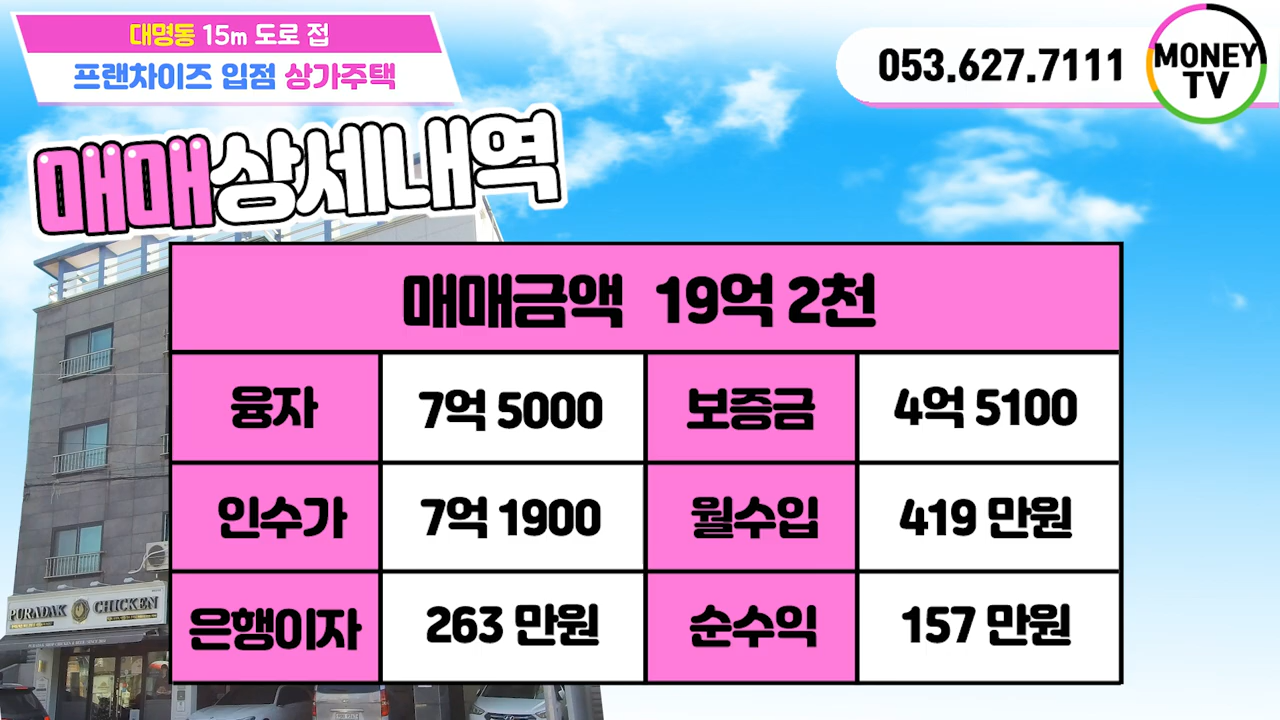 대명동 15m 도로 접
프랜차이즈 입점 상가주택
053.627.7111
MONEY
TV
매매상세내역
매매금액 19억 2천
융자 7억 5000 보증금 4억 5100
인수가 7억 1900 월수입 419 만원
은행이자 263 만원 순수익 157 만원
PURADAK CHICKEN